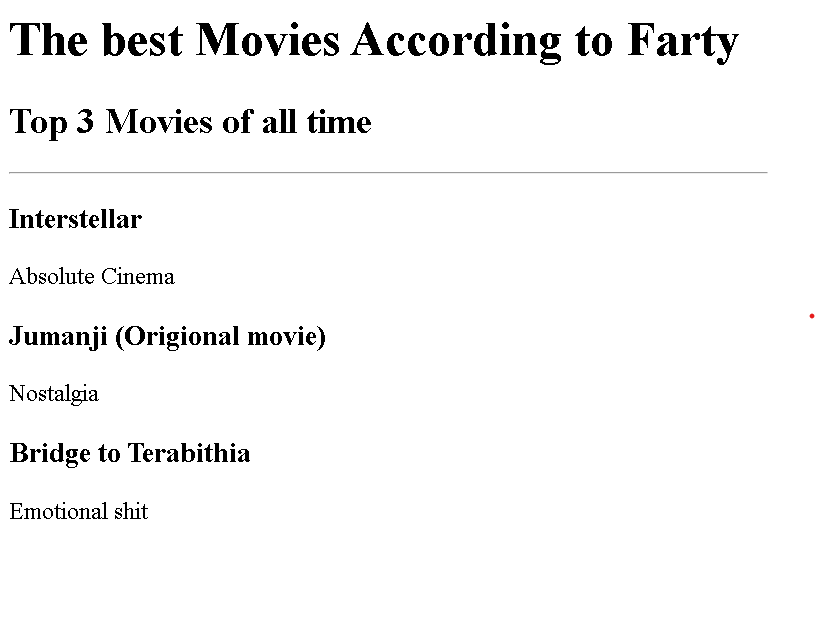 The best Movies According to Farty
Top 3 Movies of all time
Interstellar
Absolute Cinema
Jumanji (Origional movie)
Nostalgia
Bridge to Terabithia
Emotional shit